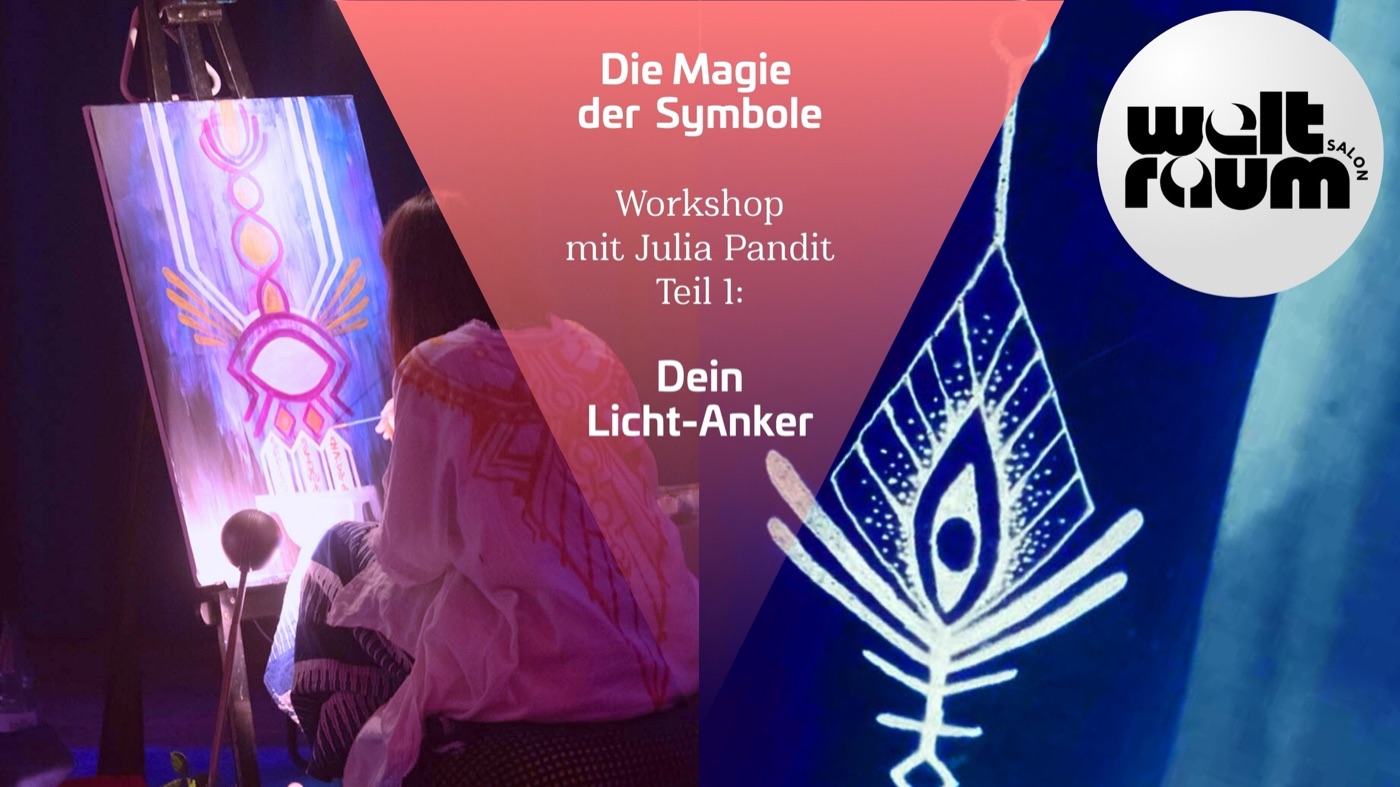 Die Magie
der Symbole
Workshop
mit Julia Pandit
Teil 1:
Dein
Licht-Anker
welt
raum
SALON